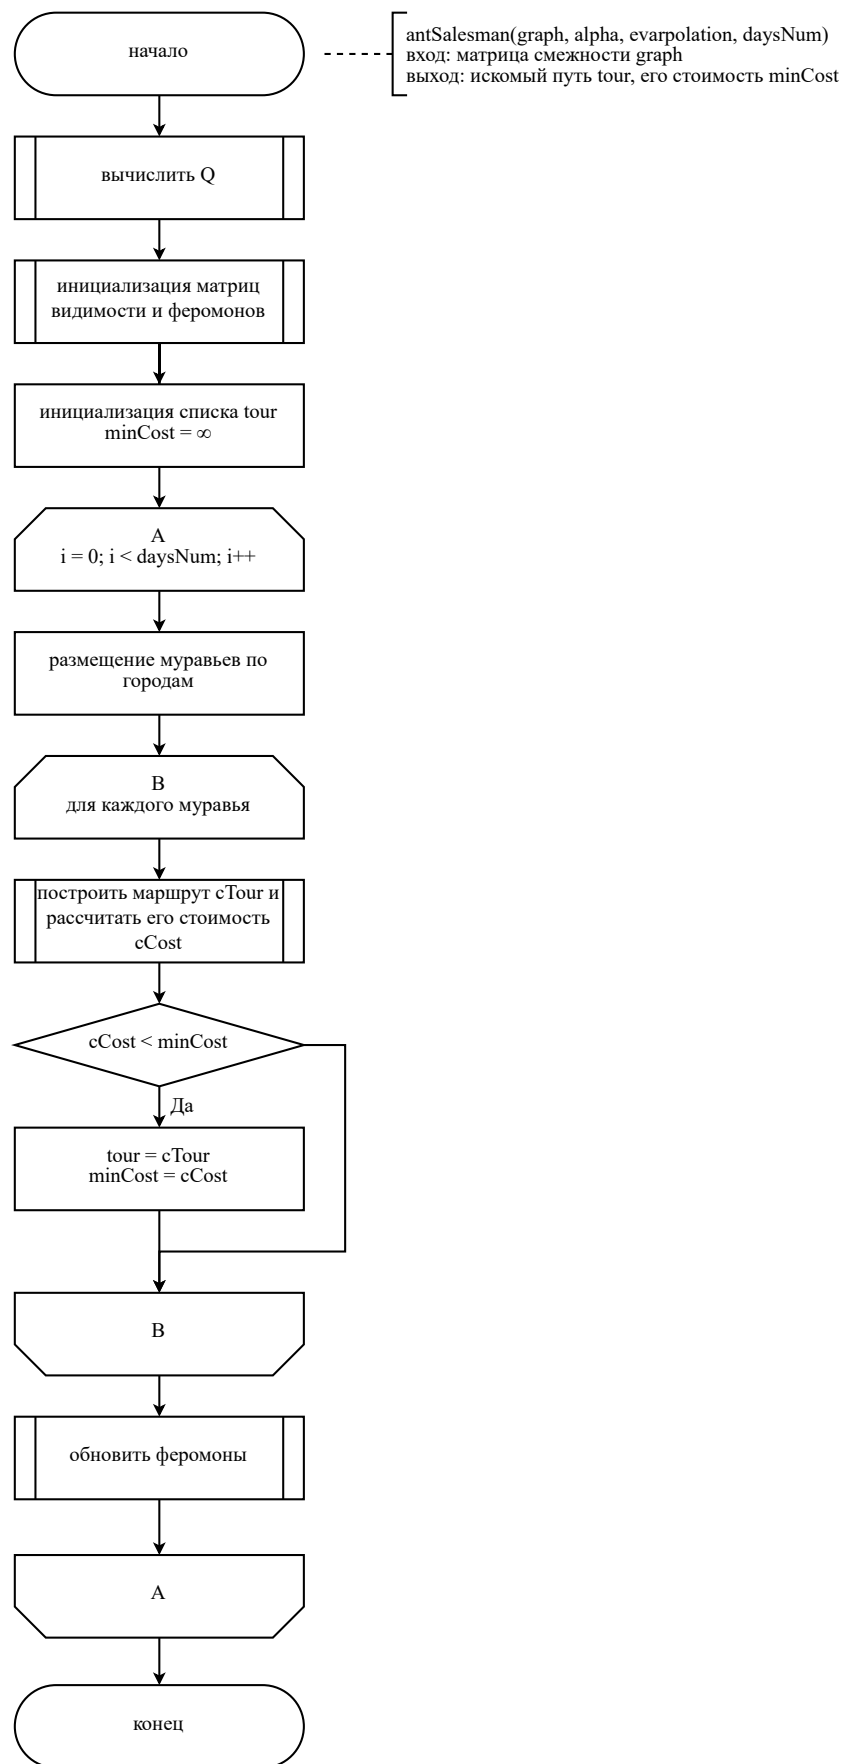 начало
antSalesman(graph, alpha, evarpolation, daysNum)
вход: матрица смежности graph
выход: искомый путь tour, его стоимость minCost
вычислить Q
инициализация матриц
видимости и феромонов
инициализация списка tour
minCost = ∞
A
i = 0; i < daysNum; i++
размещение муравьев по
городам
B
для каждого муравья
построить маршрут cTour и
рассчитать его стоимость
cCost
cCost < minCost
Да
tour = cTour
minCost = cCost
B
обновить феромоны
A
конец